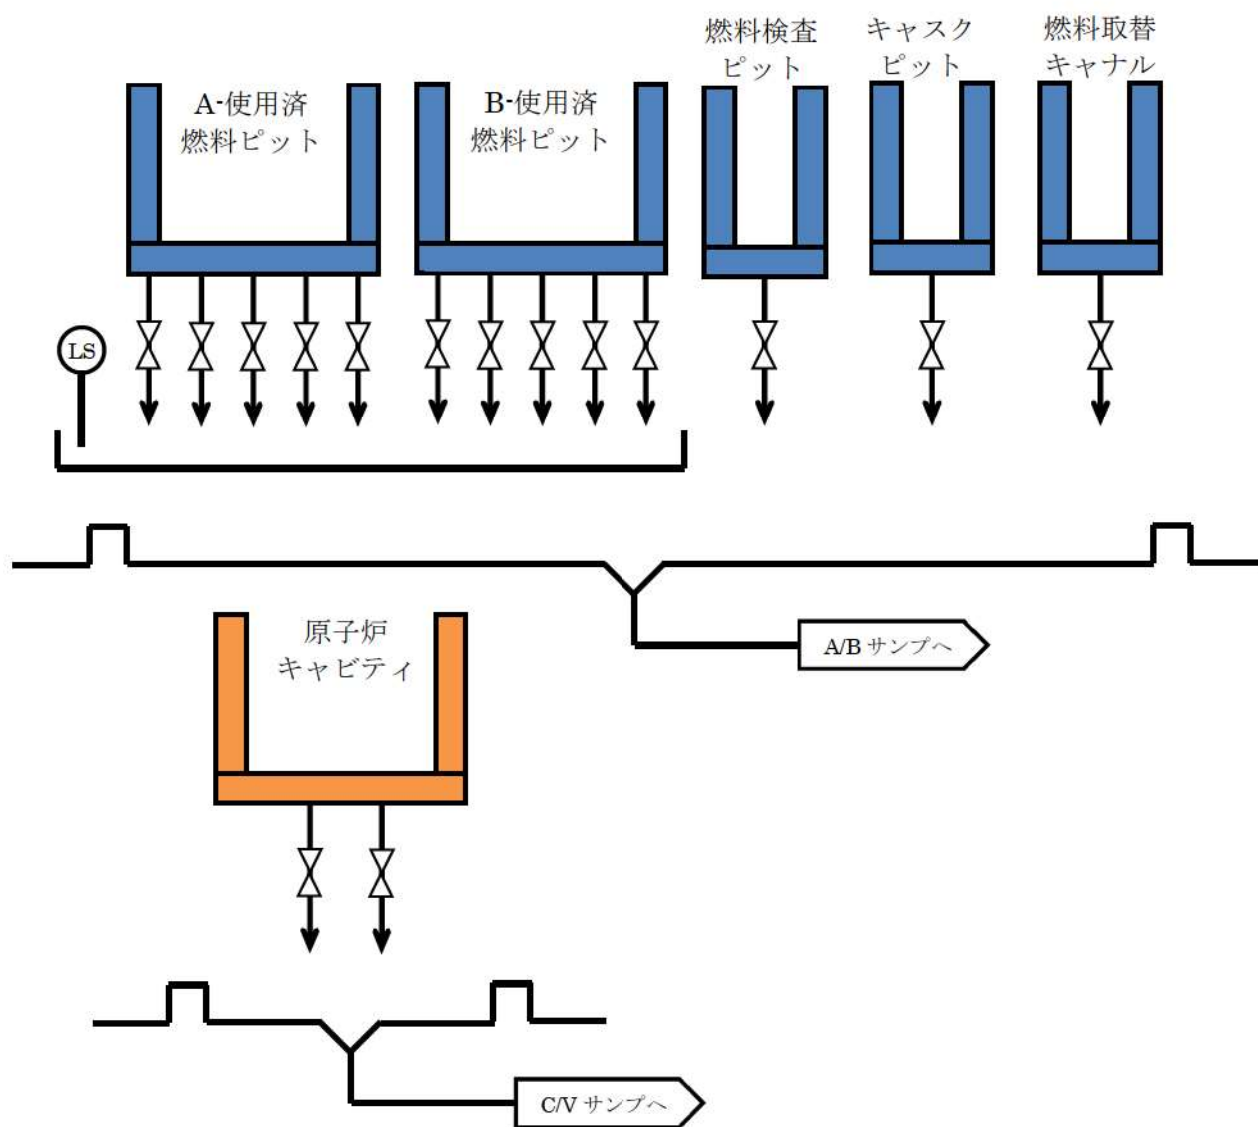 燃料検査
ピット
キャスク
ピット
燃料取替
キャナル
A-使用済
燃料ピット
B-使用済
燃料ピット
LS
原子炉
キャビティ
A/B サンプへ
C/V サンプへ